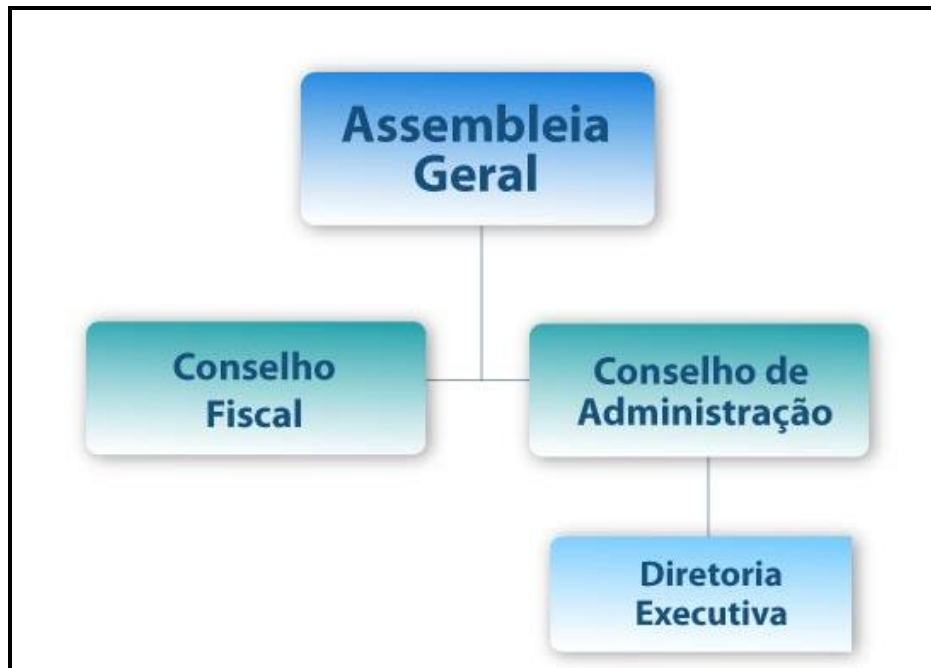 Assembleia
Geral
Conselho
Fiscal
Conselho de
Administração
Diretoria
Executiva